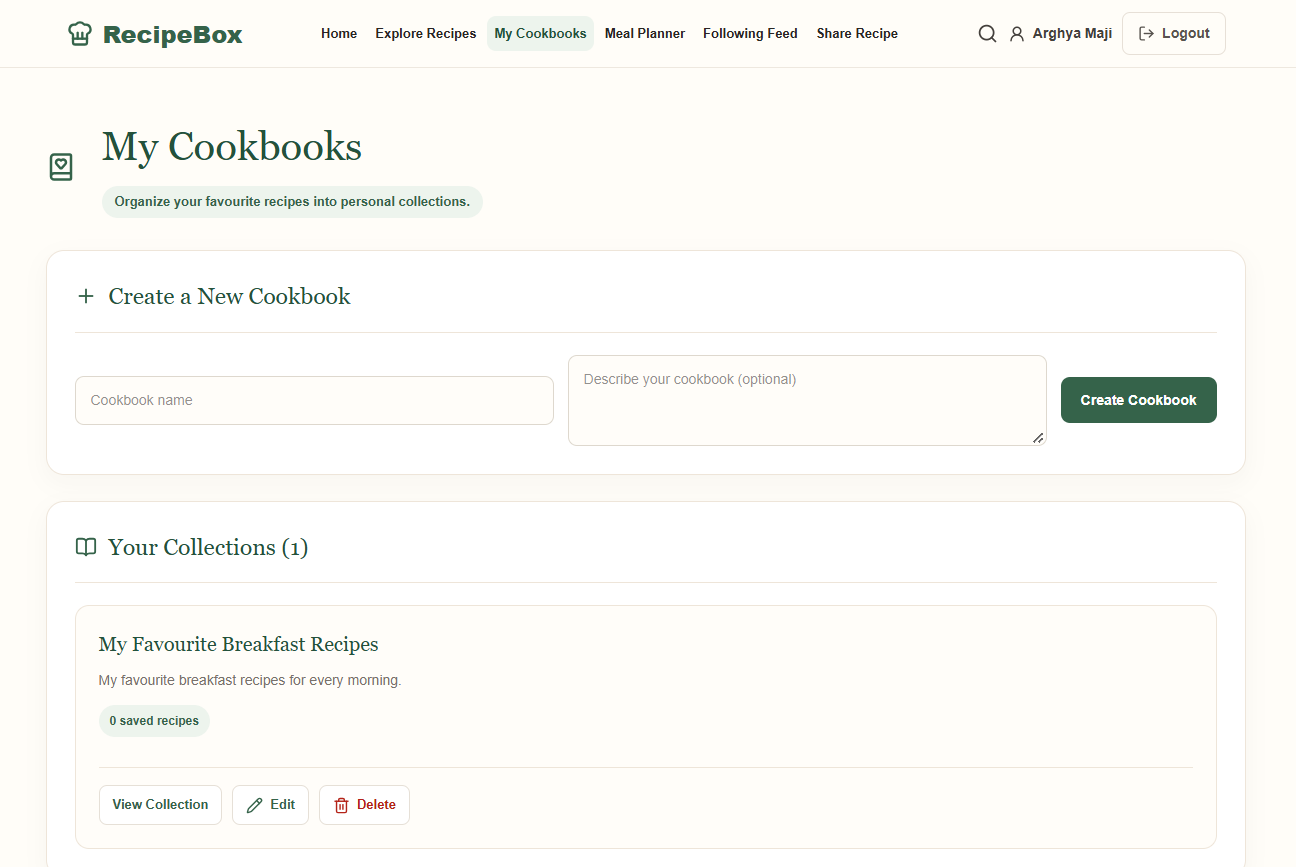 RecipeBox
Home
Explore Recipes
My Cookbooks
Meal Planner
Following Feed
Share Recipe
Arghya Maji
Logout
My Cookbooks
Organize your favourite recipes into personal collections.
Create a New Cookbook
Cookbook name
Describe your cookbook (optional)
Create Cookbook
Your Collections (1)
My Favourite Breakfast Recipes
My favourite breakfast recipes for every morning.
0 saved recipes
View Collection
Edit
Delete